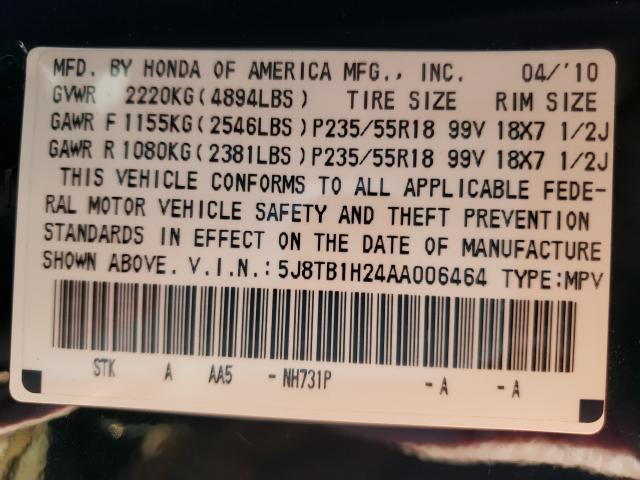 MFD. BY HONDA OF AMERICA MFG., INC. 04/'10
GVWR 2220KG(4894LBS) TIRE SIZE RIM SIZE
GAWR F 1155KG(2546LBS) P235/55R18 99V 18X7 1/2J
GAWR R 1080KG(2381LBS) P235/55R18 99V 18X7 1/2J
THIS VEHICLE CONFORMS TO ALL APPLICABLE FEDE-
RAL MOTOR VEHICLE SAFETY AND THEFT PREVENTION
STANDARDS IN EFFECT ON THE DATE OF MANUFACTURE
SHOWN ABOVE. V.I.N.: 5J8TB1H24AA006464 TYPE:MPV
STK A AA5 - NH731P - A - A